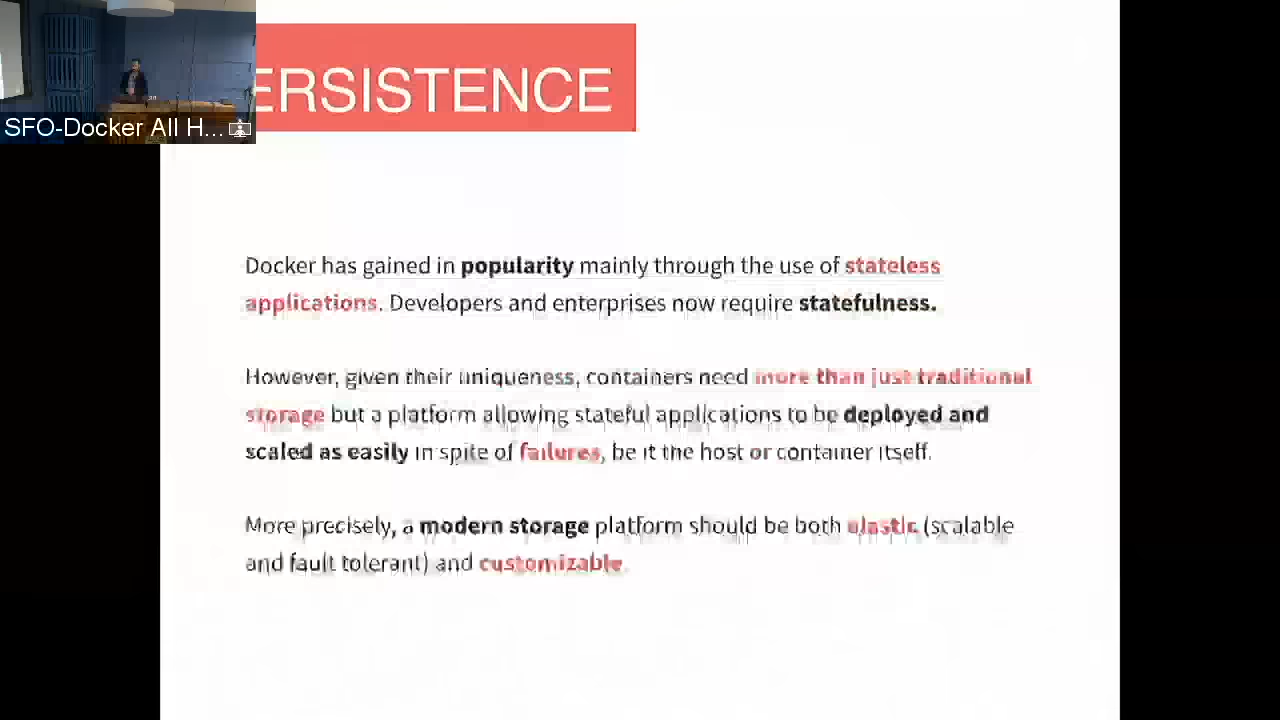 ERSISTENCE
SFO-Docker All H...
Docker has gained in popularity mainly through the use of stateless
applications. Developers and enterprises now require statefulness.
However, given their uniqueness, containers need more than just traditional
storage but a platform allowing stateful applications to be deployed and
scaled as easily in spite of failures, be it the host or container itself.
More precisely, a modern storage platform should be both elastic (scalable
and fault tolerant) and customizable.